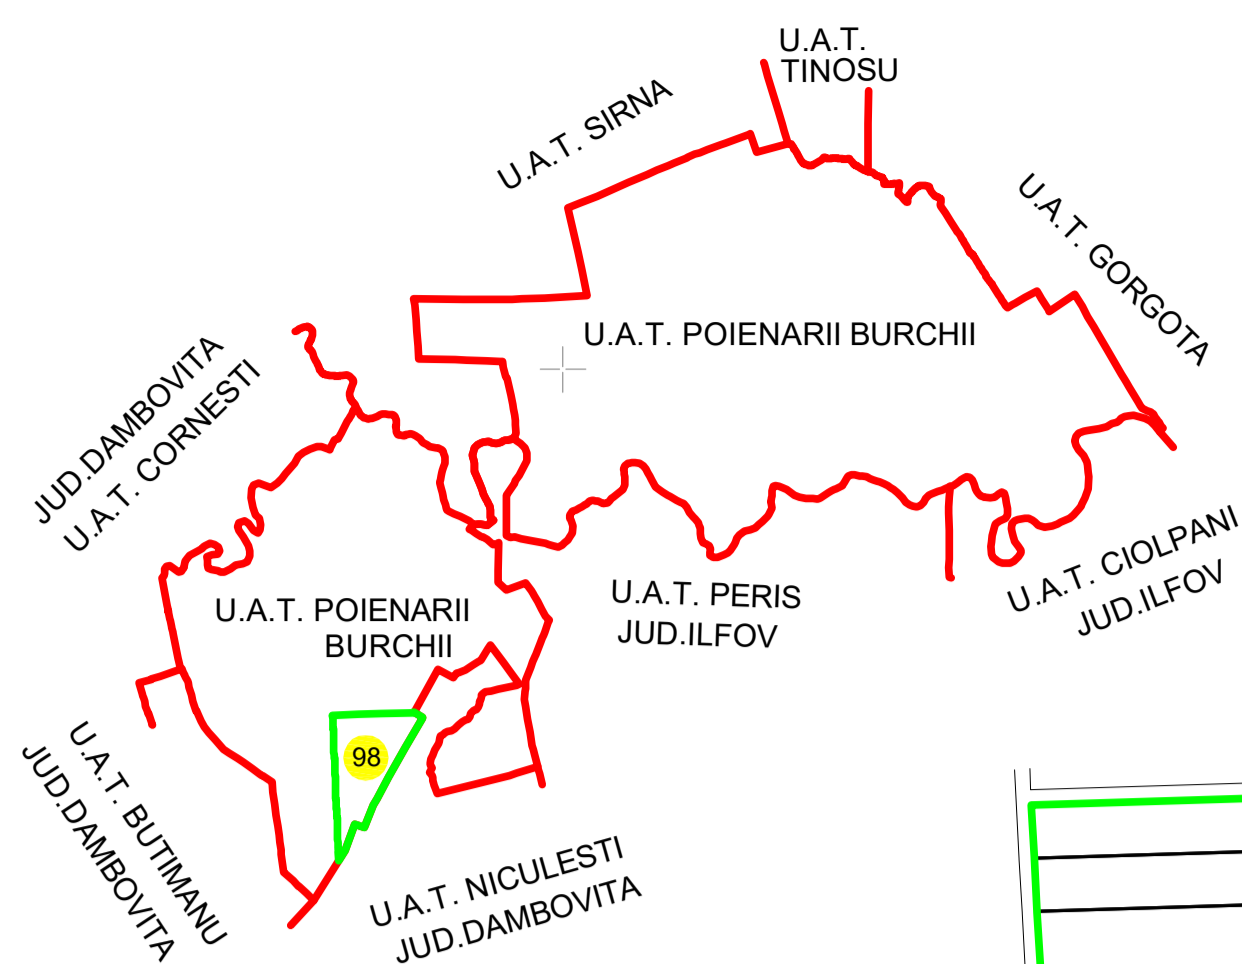 U.A.T.
TINOSU
U.A.T. SIRNA
U.A.T. GORGOTA
U.A.T. POIENARII BURCHII
JUD.DAMBOVITA
U.A.T. CORNESTI
U.A.T. CIOLPANI
JUD.ILFOV
U.A.T. PERIS
JUD.ILFOV
U.A.T. POIENARII
BURCHII
98
U.A.T. BUTIMANU
JUD.DAMBOVITA
U.A.T. NICULESTI
JUD.DAMBOVITA